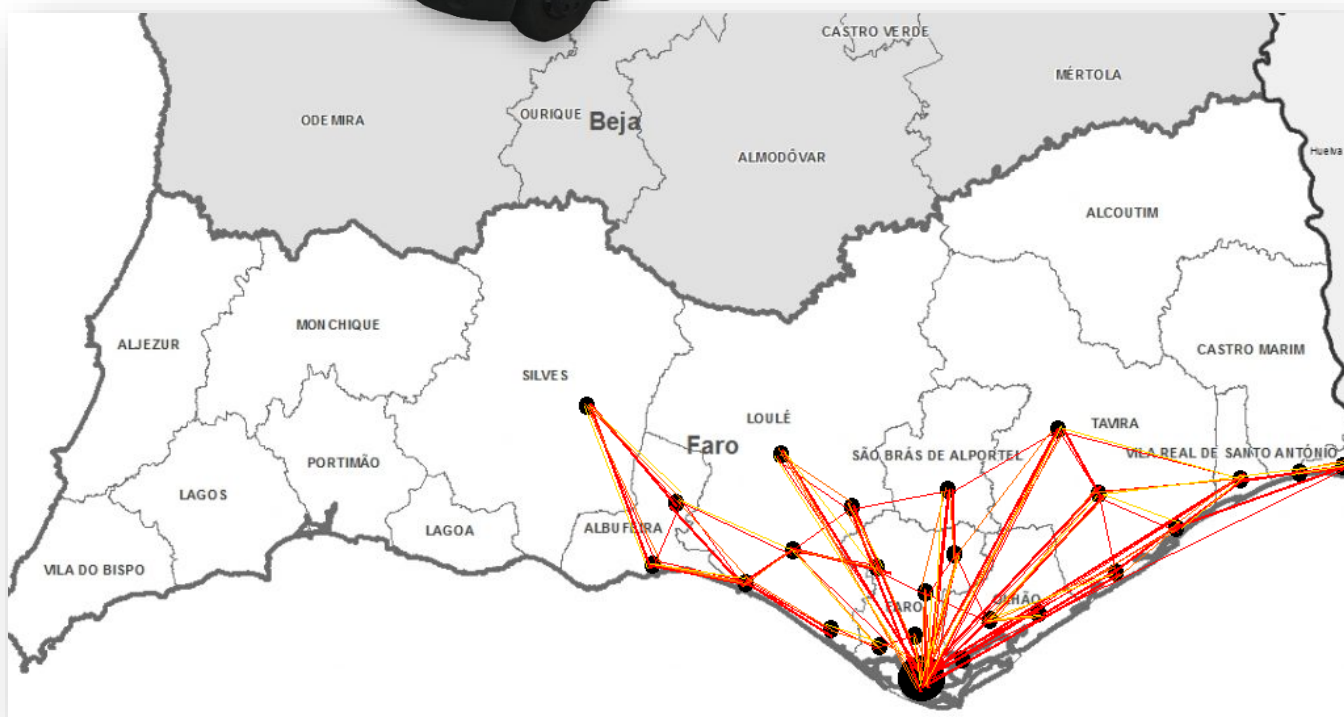 CASTRO VERDE
MÉRTOLA
ODEMIRA
OURIQUE
Beja
ALMODÔVAR
Huelva
ALCOUTIM
MONCHIQUE
ALJEZUR
CASTRO MARIM
SILVES
LOULÉ
TAVIRA
Faro
SÃO BRÁS DE ALPORTEL
VILA REAL DE SANTO ANTÓNIO
PORTIMÃO
LAGOS
LAGOA
ALBUFEIRA
VILA DO BISPO
FARO
OLHÃO